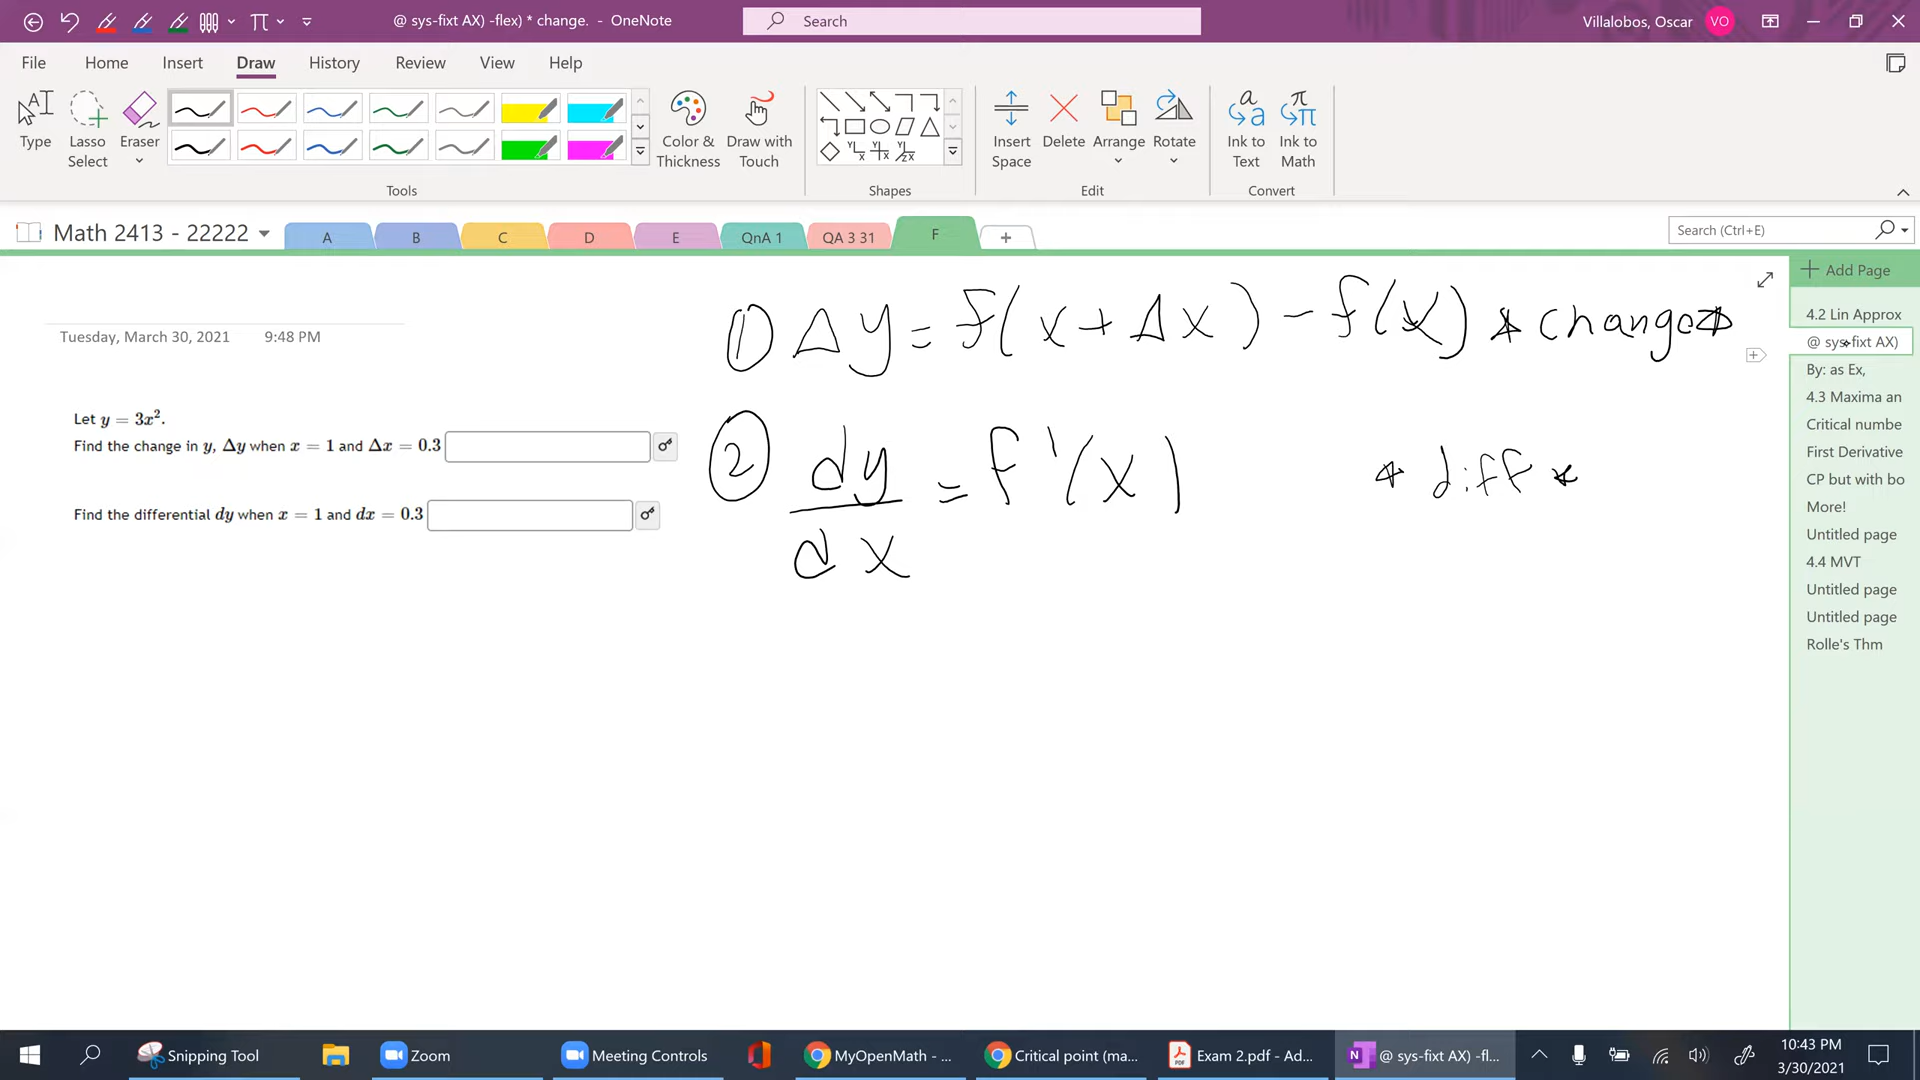 @ sys-fixt AX) -flex) * change. - OneNote
Search
Villalobos, Oscar
VO
File Home Insert Draw History Review View Help
Type
Lasso Select
Eraser
Color & Thickness
Draw with Touch
Insert Space
Delete
Arrange
Rotate
Ink to Text
Ink to Math
Tools
Shapes
Edit
Convert
Math 2413 - 22222
A B C D E QnA 1 QA 3 31 F +
Search (Ctrl+E)
Add Page
4.2 Lin Approx
@ sys-fixt AX)
By: as Ex,
4.3 Maxima an
Critical numbe
First Derivative
CP but with bo
More!
Untitled page
4.4 MVT
Untitled page
Untitled page
Rolle's Thm
Tuesday, March 30, 2021 9:48 PM
① Δy = f(x + Δx) - f(x) * change *
Let y = 3x².
Find the change in y, Δy when x = 1 and Δx = 0.3
Find the differential dy when x = 1 and dx = 0.3
② dy/dx = f'(x) * diff *
Snipping Tool
Zoom
Meeting Controls
MyOpenMath - ...
Critical point (ma...
Exam 2.pdf - Ad...
@ sys-fixt AX) -fl...
10:43 PM
3/30/2021